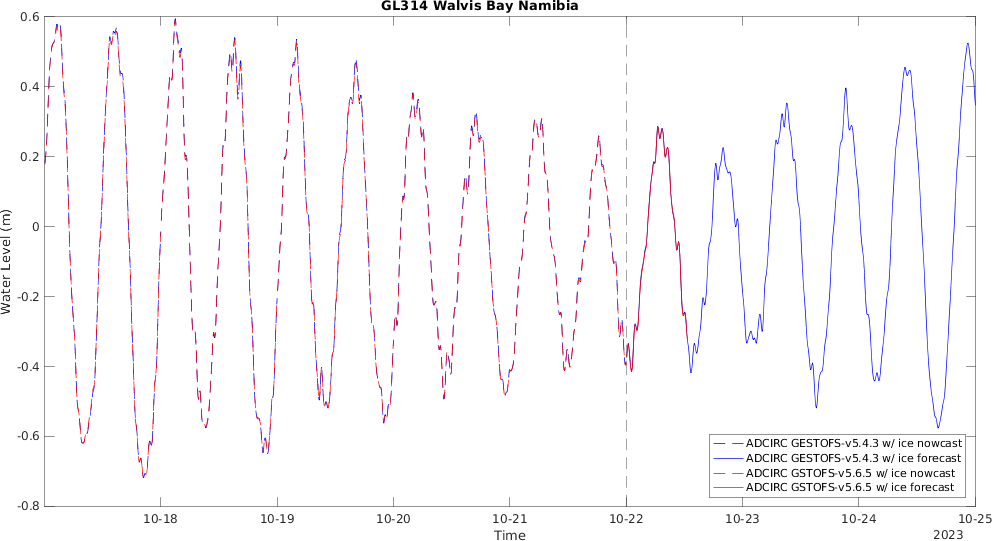 GL314 Walvis Bay Namibia
0.6
0.4
0.2
0
-0.2
-0.4
-0.6
-0.8
Water Level (m)
ADCIRC GESTOFS-v5.4.3 w/ ice nowcast
ADCIRC GESTOFS-v5.4.3 w/ ice forecast
ADCIRC GSTOFS-v5.6.5 w/ ice nowcast
ADCIRC GSTOFS-v5.6.5 w/ ice forecast
10-18 10-19 10-20 10-21 10-22 10-23 10-24 10-25
Time
2023